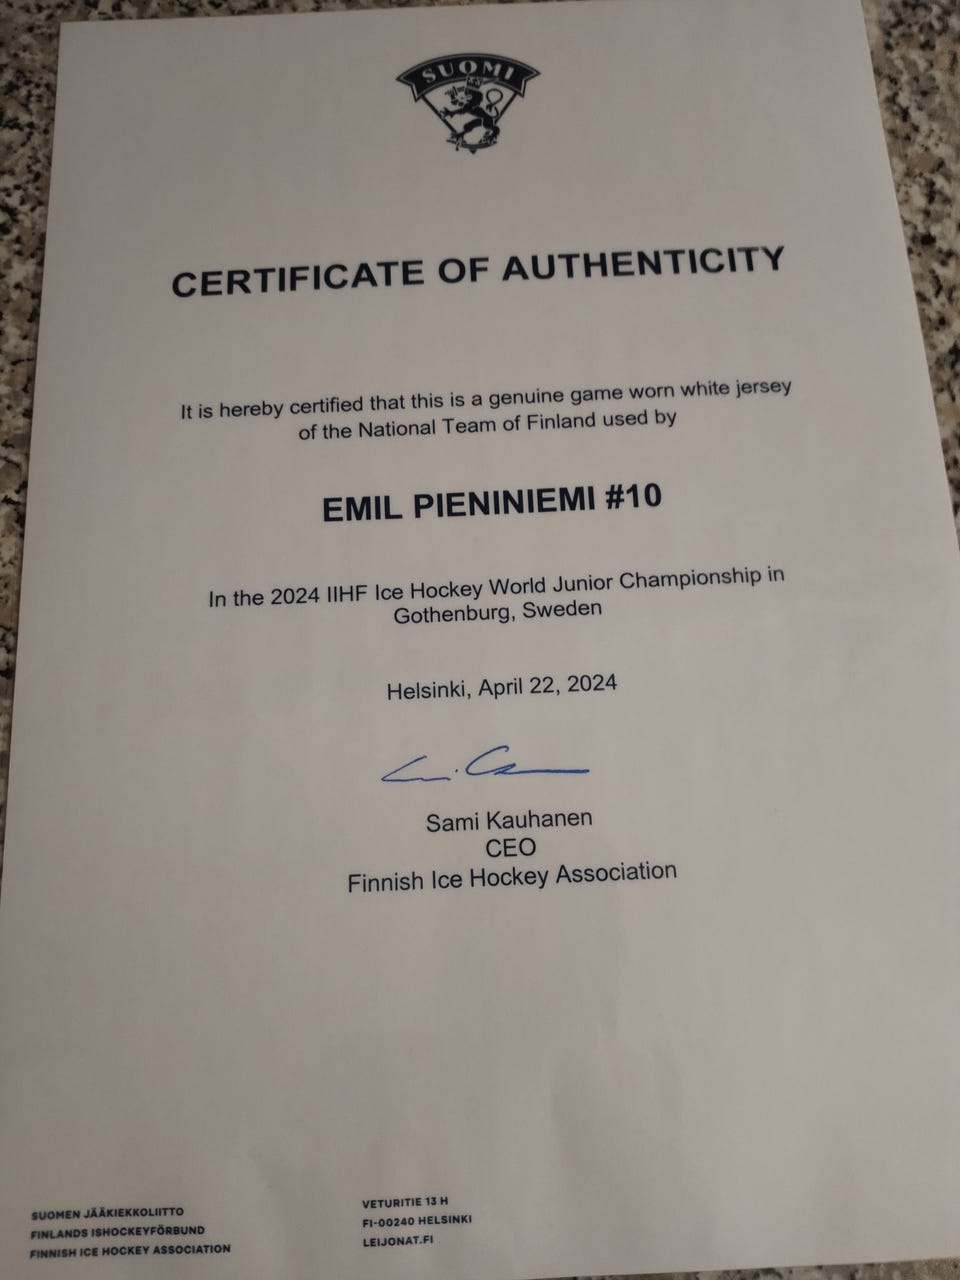 SUOMI
CERTIFICATE OF AUTHENTICITY
It is hereby certified that this is a genuine game worn white jersey
of the National Team of Finland used by
EMIL PIENINIEMI #10
In the 2024 IIHF Ice Hockey World Junior Championship in
Gothenburg, Sweden
Helsinki, April 22, 2024
Sami Kauhanen
CEO
Finnish Ice Hockey Association
SUOMEN JÄÄKIEKKOLIITTO
FINLANDS ISHOCKEYFÖRBUND
FINNISH ICE HOCKEY ASSOCIATION
VETURITIE 13 H
FI-00240 HELSINKI
LEIJONAT.FI